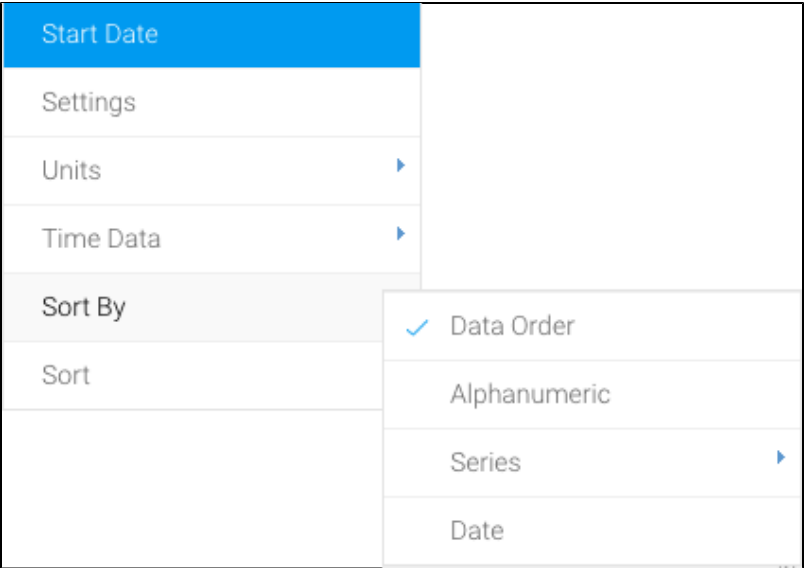 Start Date
Settings
Units
Time Data
Sort By
Sort
Data Order
Alphanumeric
Series
Date